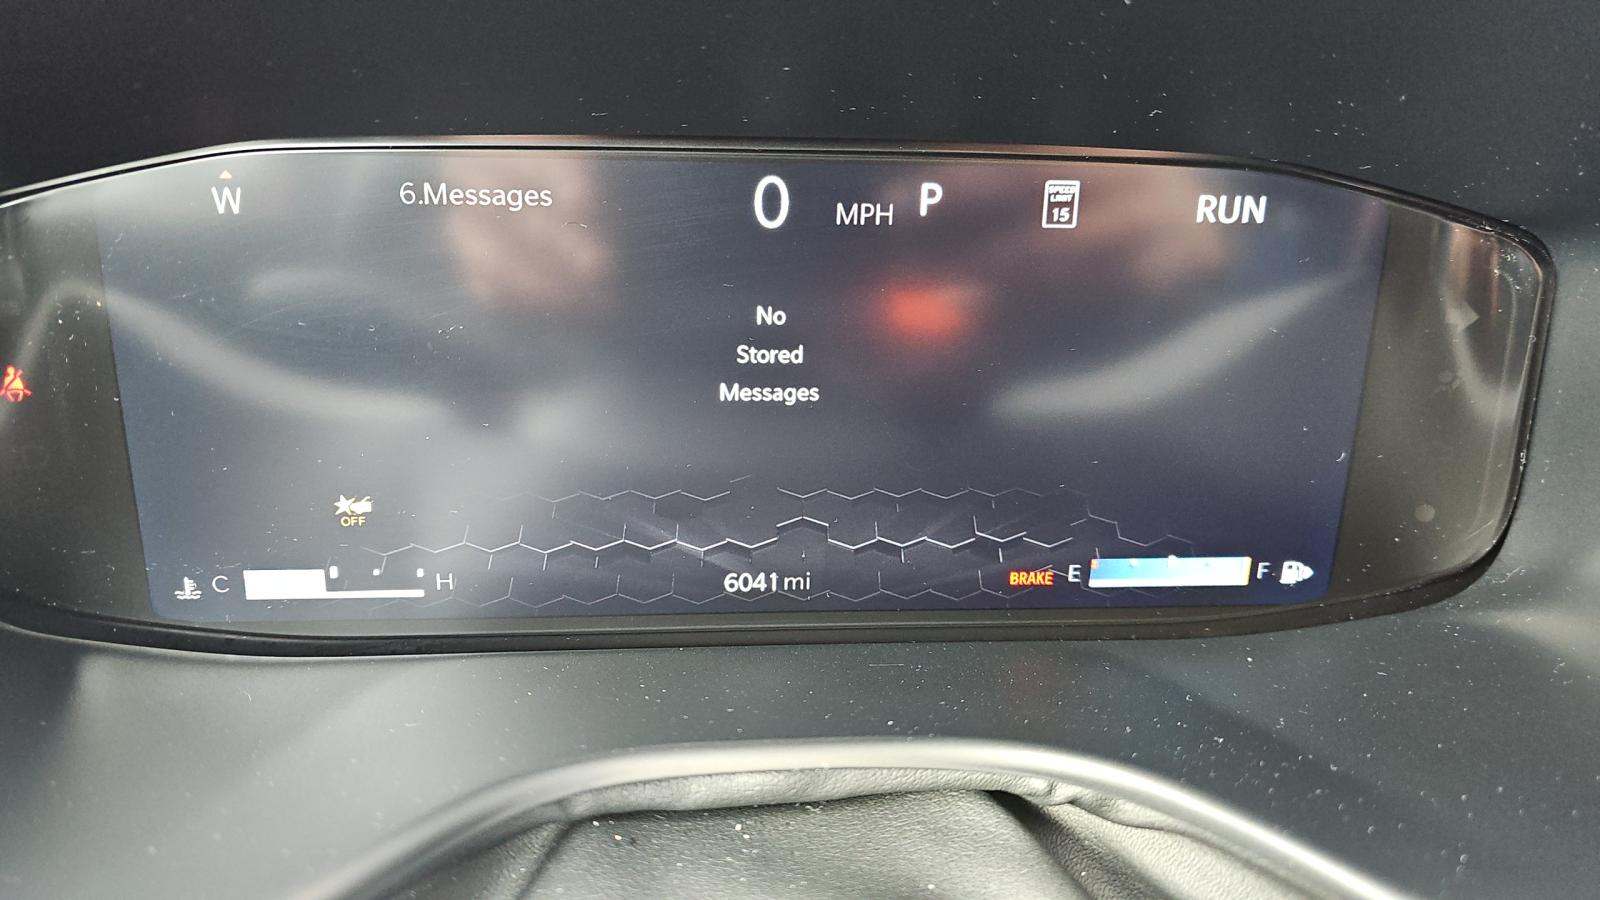 W
6.Messages
0 MPH P
SPEED
LIMIT
15
RUN
No
Stored
Messages
OFF
C H
6041 mi
BRAKE
E F